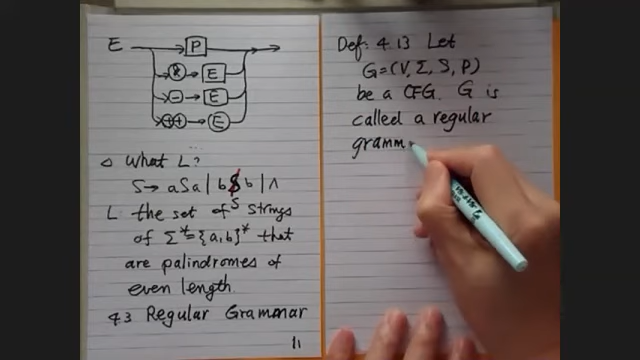 E P
* E
- E
++ E
△ What L?
S → aSa | bSb | Λ
S
L: the set of strings
of Σ*={a,b}* that
are palindromes of
even length.
4.3 Regular Grammar
11
Def: 4.13 Let
G=(V, Σ, S, P)
be a CFG. G is
called a regular
gramm